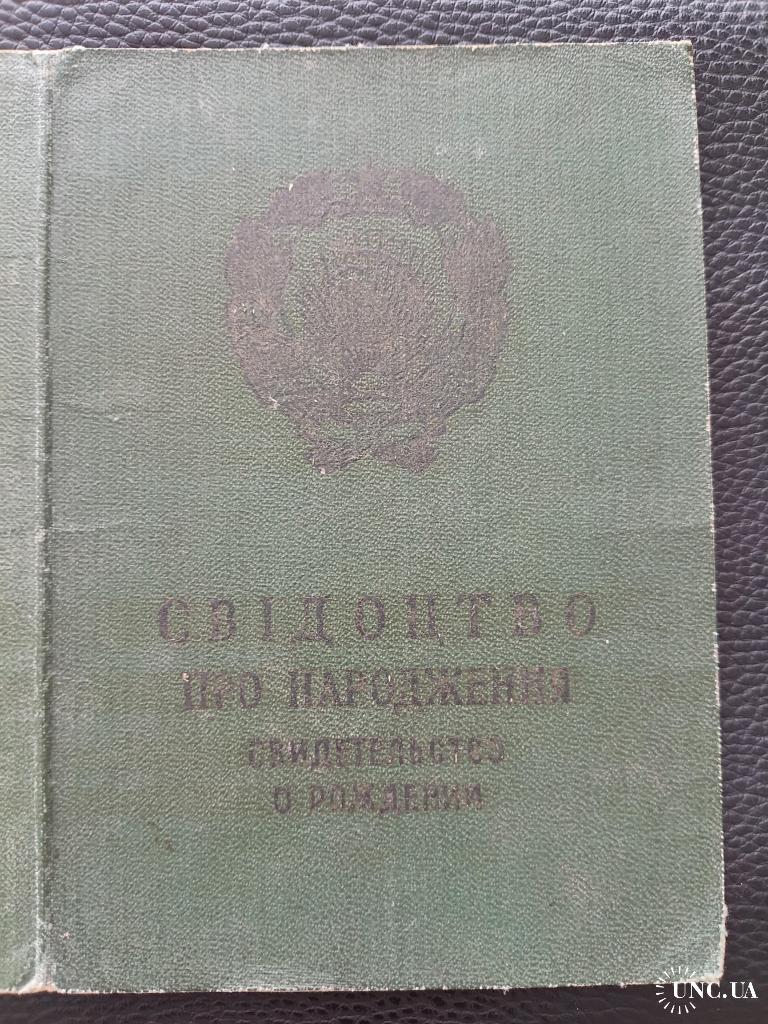 СВІДОЦТВО
ПРО НАРОДЖЕННЯ
СВИДЕТЕЛЬСТВО
О РОЖДЕНИИ
UNC.UA